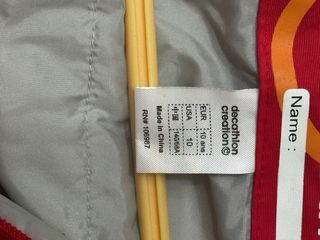 decathlon
creation©
EUR 10 ans
USA 10
中国 140/68A
Made in China
RN# 106987
Name :